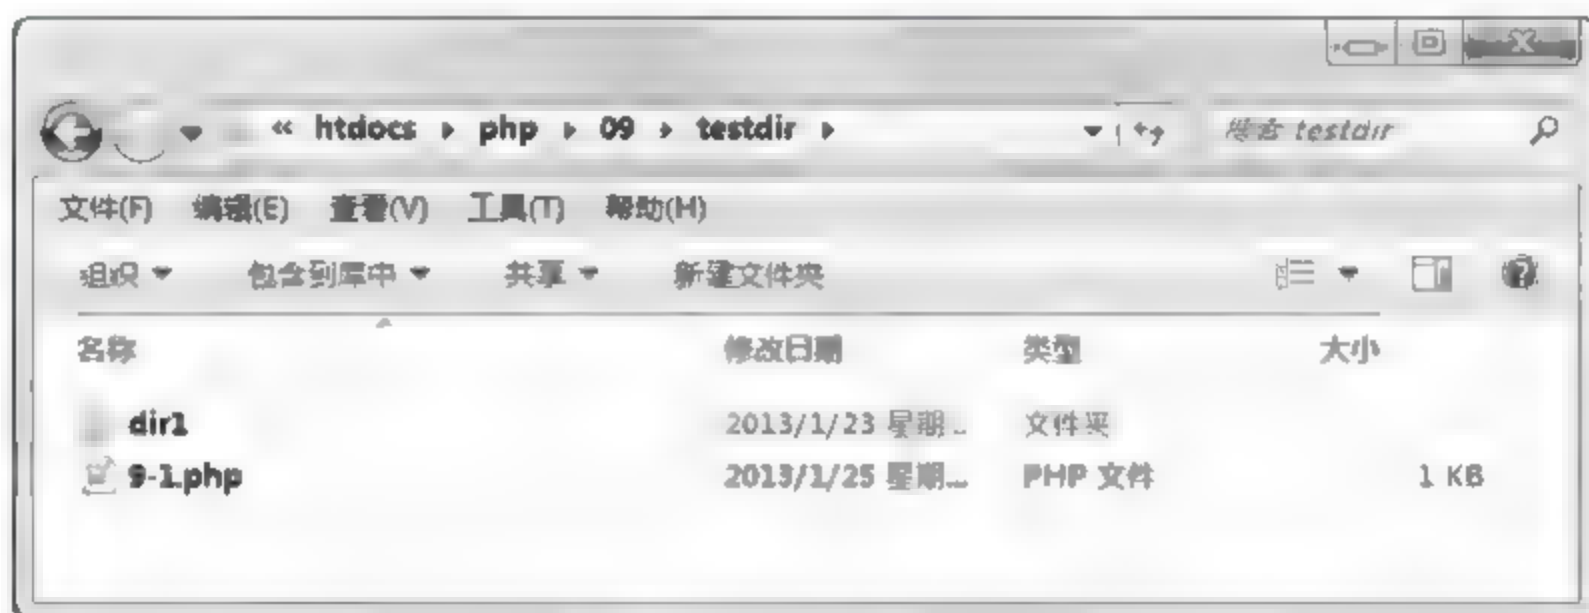 « htdocs ▸ php ▸ 09 ▸ testdir ▸ 搜索 testdir
文件(F) 编辑(E) 查看(V) 工具(T) 帮助(H)
组织 包含到库中 共享 新建文件夹
名称 修改日期 类型 大小
dir1 2013/1/23 星期... 文件夹
9-1.php 2013/1/25 星期... PHP 文件 1 KB